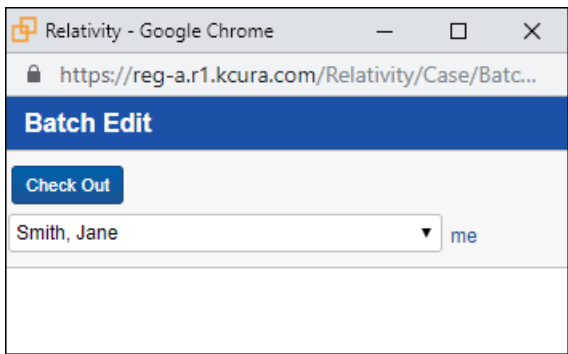 Relativity - Google Chrome
https://reg-a.r1.kcura.com/Relativity/Case/Batc...
Batch Edit
Check Out
Smith, Jane me